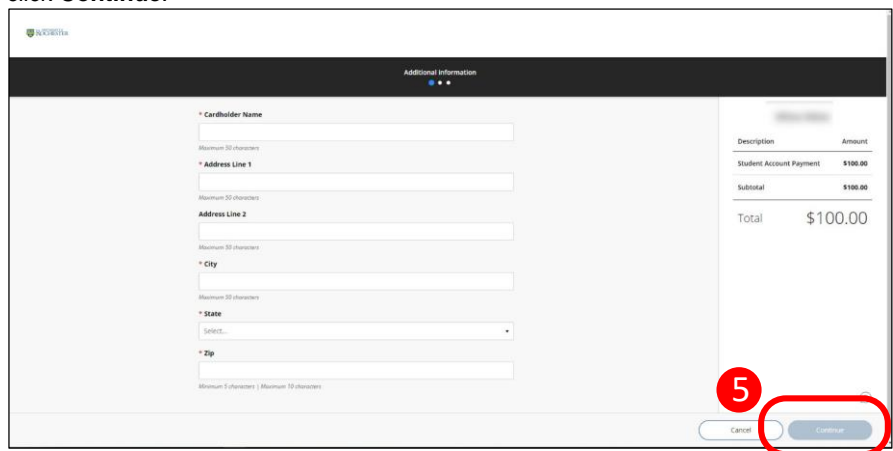 ROCHESTER
Additional Information
* Cardholder Name
Maximum 50 characters
* Address Line 1
Maximum 50 characters
Address Line 2
Maximum 50 characters
* City
Maximum 50 characters
* State
Select...
* Zip
Minimum 5 characters | Maximum 10 characters
Description Amount
Student Account Payment $100.00
Subtotal $100.00
Total $100.00
5
Cancel Continue